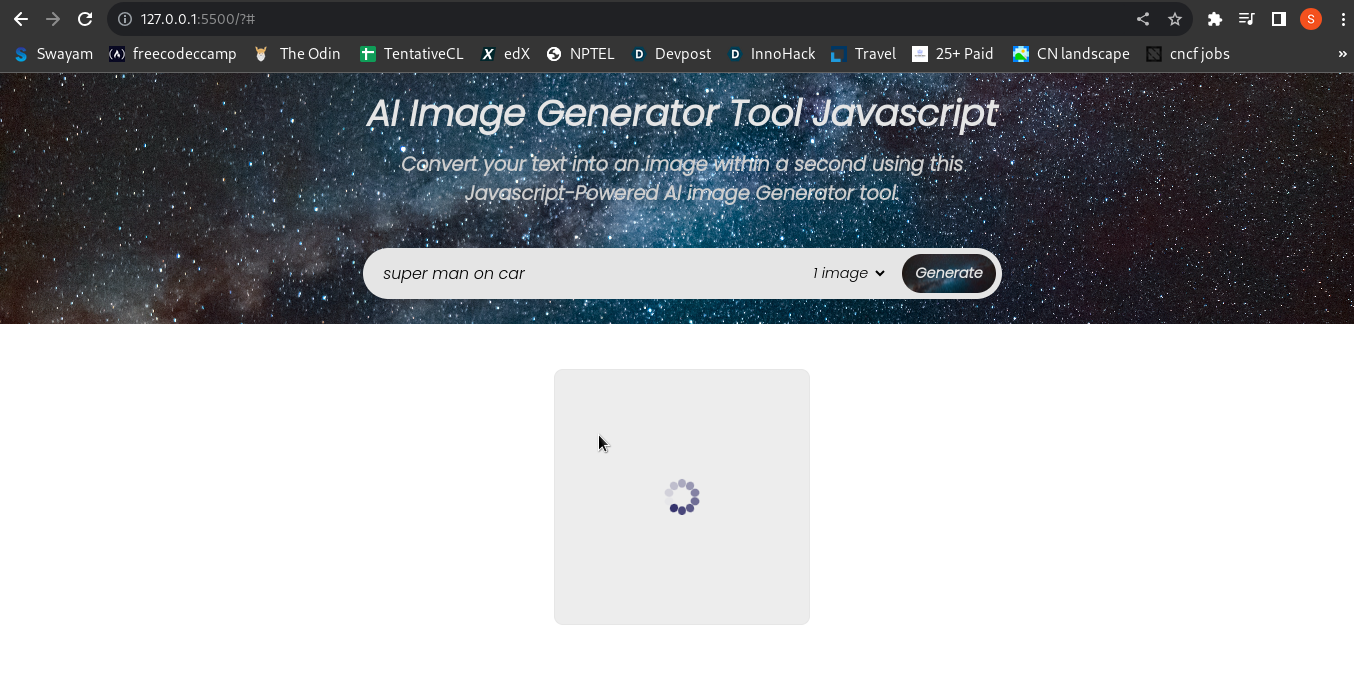 127.0.0.1:5500/?#
S
Swayam freecodeccamp The Odin TentativeCL edX NPTEL Devpost InnoHack Travel 25+ Paid CN landscape cncf jobs »
AI Image Generator Tool Javascript
Convert your text into an image within a second using this
Javascript-Powered AI image Generator tool.
super man on car 1 image Generate